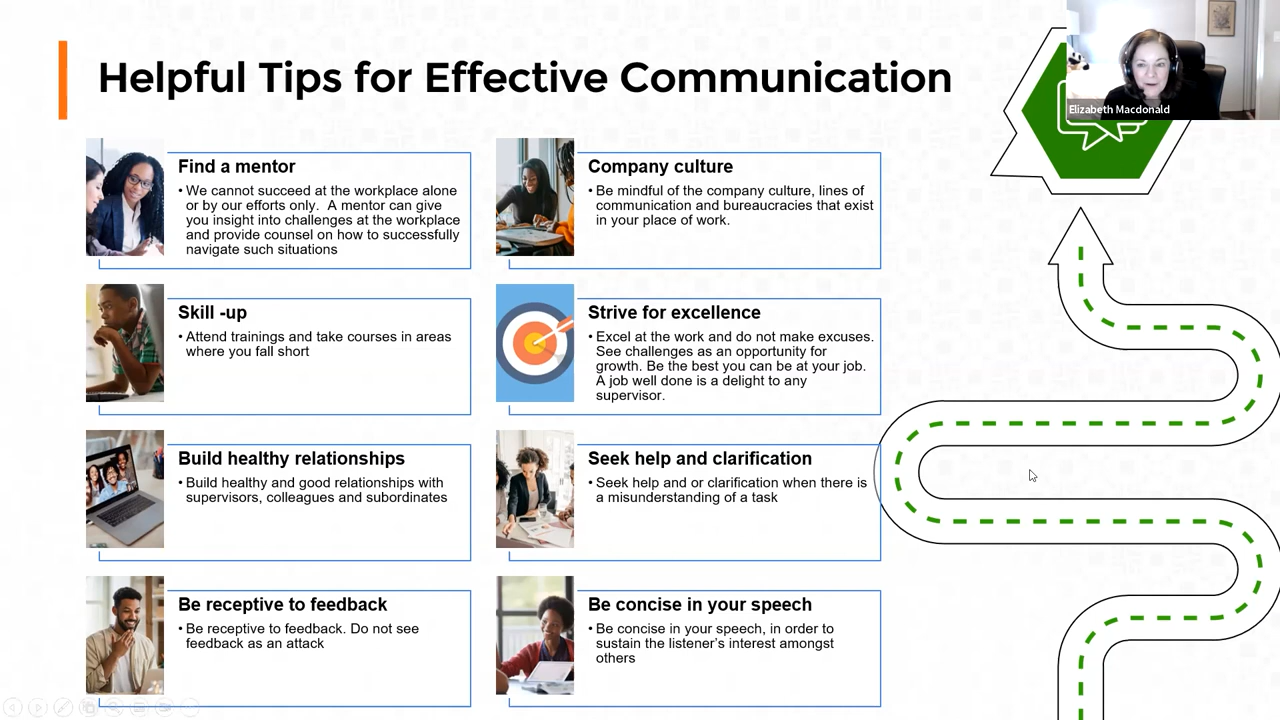 Helpful Tips for Effective Communication
Elizabeth Macdonald
Find a mentor
• We cannot succeed at the workplace alone
or by our efforts only.  A mentor can give
you insight into challenges at the workplace
and provide counsel on how to successfully
navigate such situations
Company culture
• Be mindful of the company culture, lines of
communication and bureaucracies that exist
in your place of work.
Skill -up
• Attend trainings and take courses in areas
where you fall short
Strive for excellence
• Excel at the work and do not make excuses.
See challenges as an opportunity for
growth. Be the best you can be at your job.
A job well done is a delight to any
supervisor.
Build healthy relationships
• Build healthy and good relationships with
supervisors, colleagues and subordinates
Seek help and clarification
• Seek help and or clarification when there is
a misunderstanding of a task
Be receptive to feedback
• Be receptive to feedback. Do not see
feedback as an attack
Be concise in your speech
• Be concise in your speech, in order to
sustain the listener's interest amongst
others